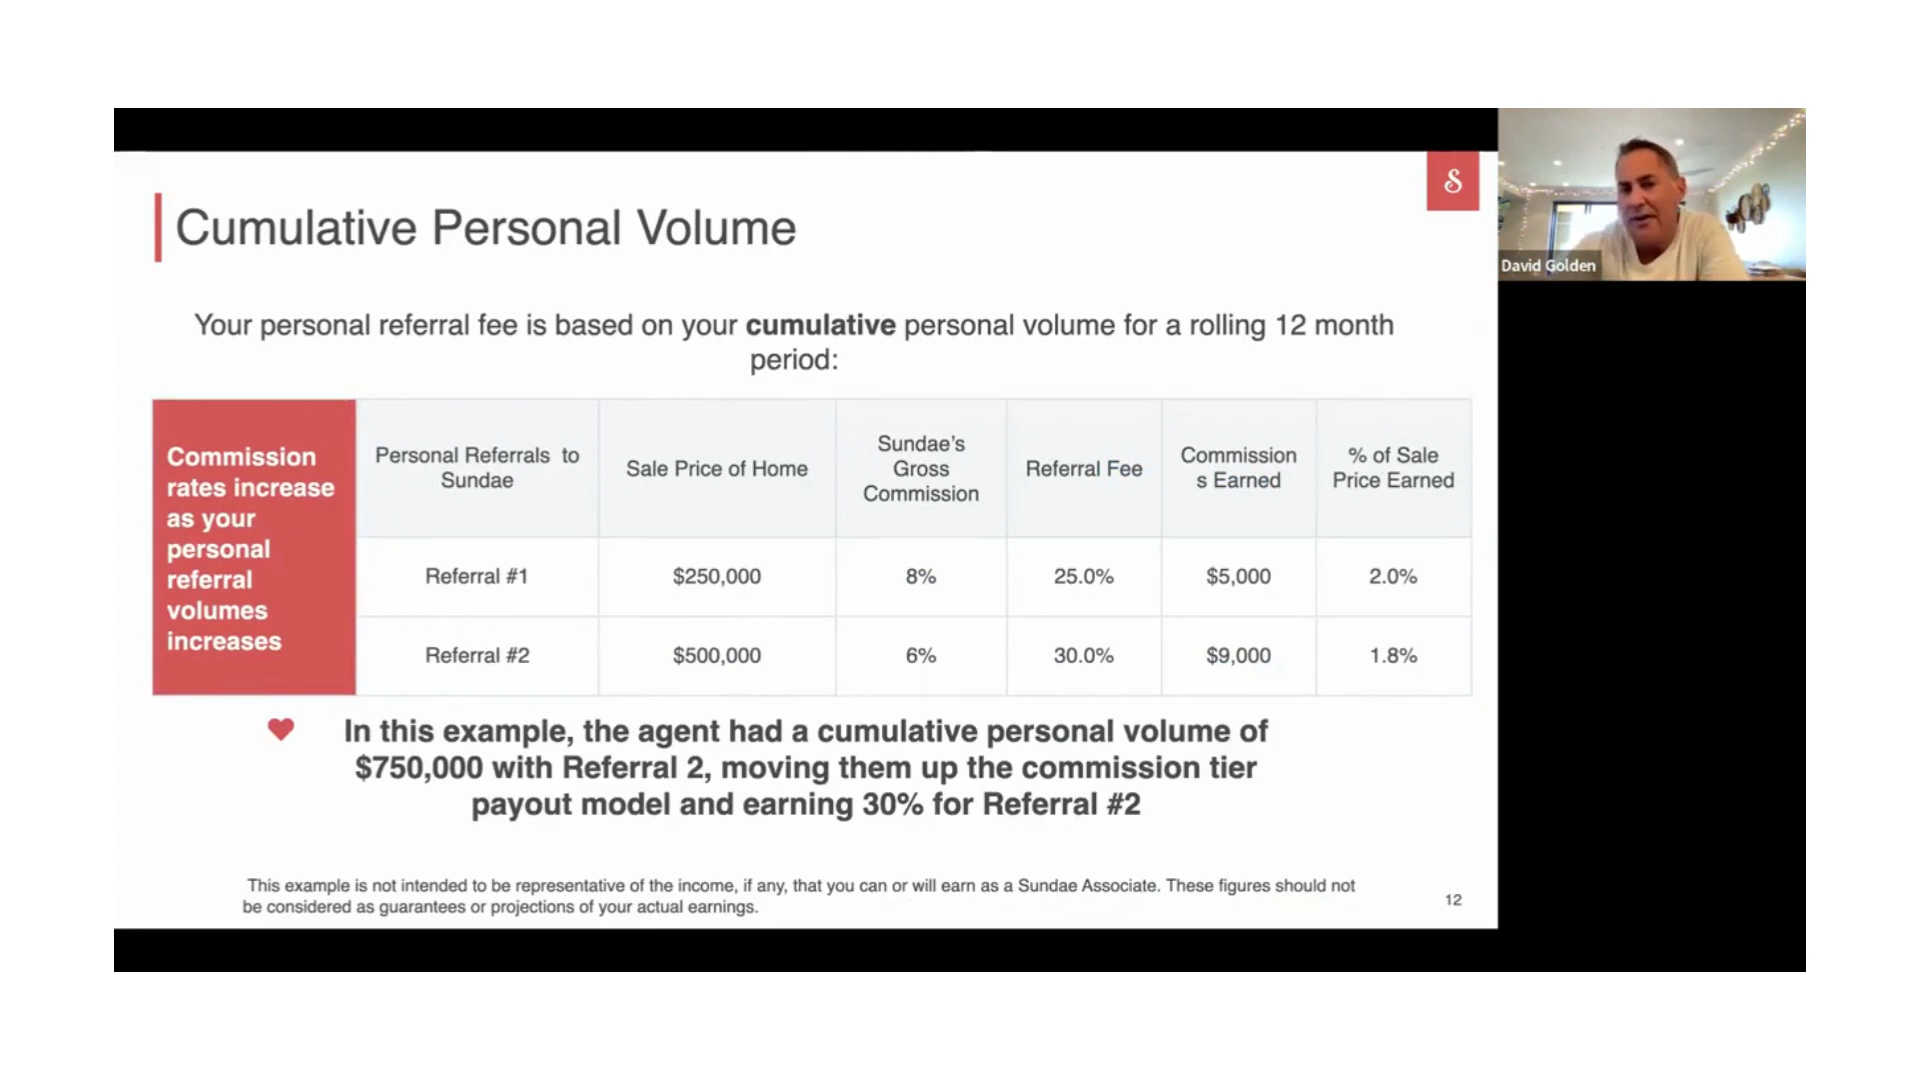 S
David Golden
Cumulative Personal Volume
Your personal referral fee is based on your cumulative personal volume for a rolling 12 month
period:
Commission
rates increase
as your
personal
referral
volumes
increases
Personal Referrals to
Sundae
Sale Price of Home
Sundae's
Gross
Commission
Referral Fee
Commission
s Earned
% of Sale
Price Earned
Referral #1
$250,000
8%
25.0%
$5,000
2.0%
Referral #2
$500,000
6%
30.0%
$9,000
1.8%
In this example, the agent had a cumulative personal volume of
$750,000 with Referral 2, moving them up the commission tier
payout model and earning 30% for Referral #2
This example is not intended to be representative of the income, if any, that you can or will earn as a Sundae Associate. These figures should not
be considered as guarantees or projections of your actual earnings.
12